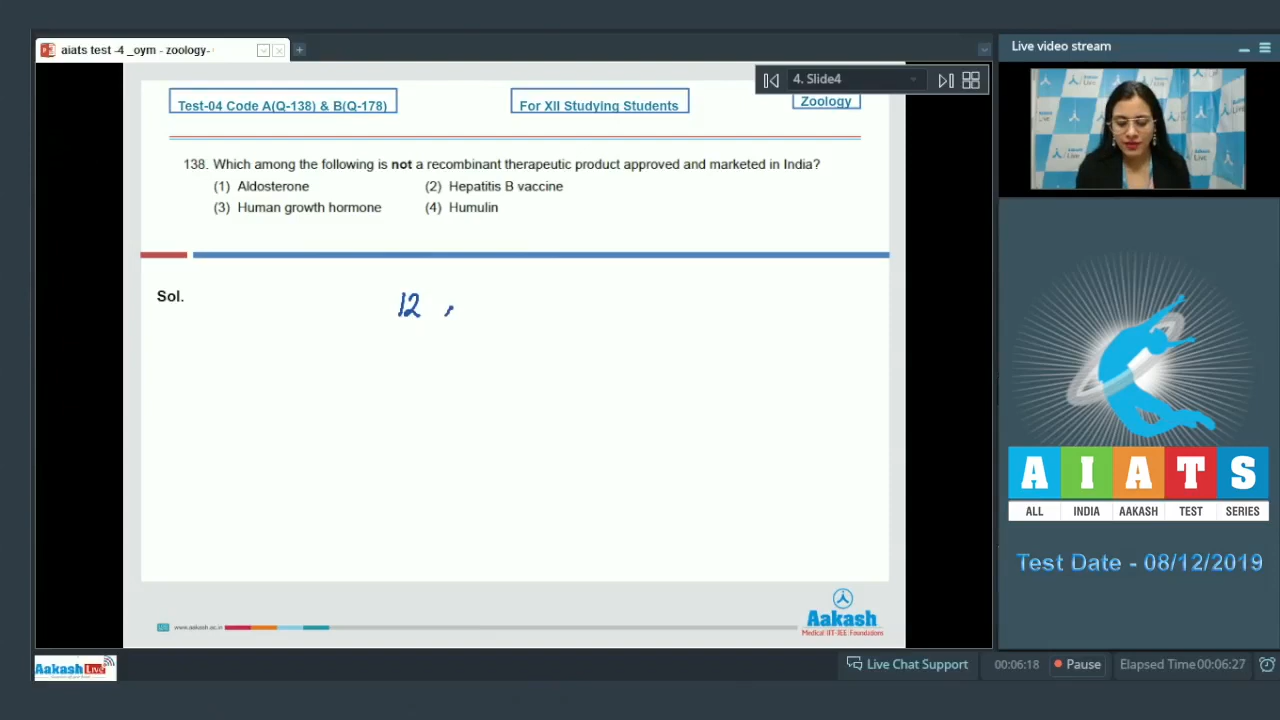 aiats test -4 _oym - zoology-
Live video stream
4. Slide4
Test-04 Code A(Q-138) & B(Q-178)
For XII Studying Students
Zoology
138. Which among the following is not a recombinant therapeutic product approved and marketed in India?
(1) Aldosterone
(2) Hepatitis B vaccine
(3) Human growth hormone
(4) Humulin
Sol.
12
A I A T S
ALL INDIA AAKASH TEST SERIES
Test Date - 08/12/2019
www.aakash.ac.in
Aakash
Medical IIT-JEE Foundations
Aakash Live
Live Chat Support
00:06:18
Pause
Elapsed Time 00:06:27